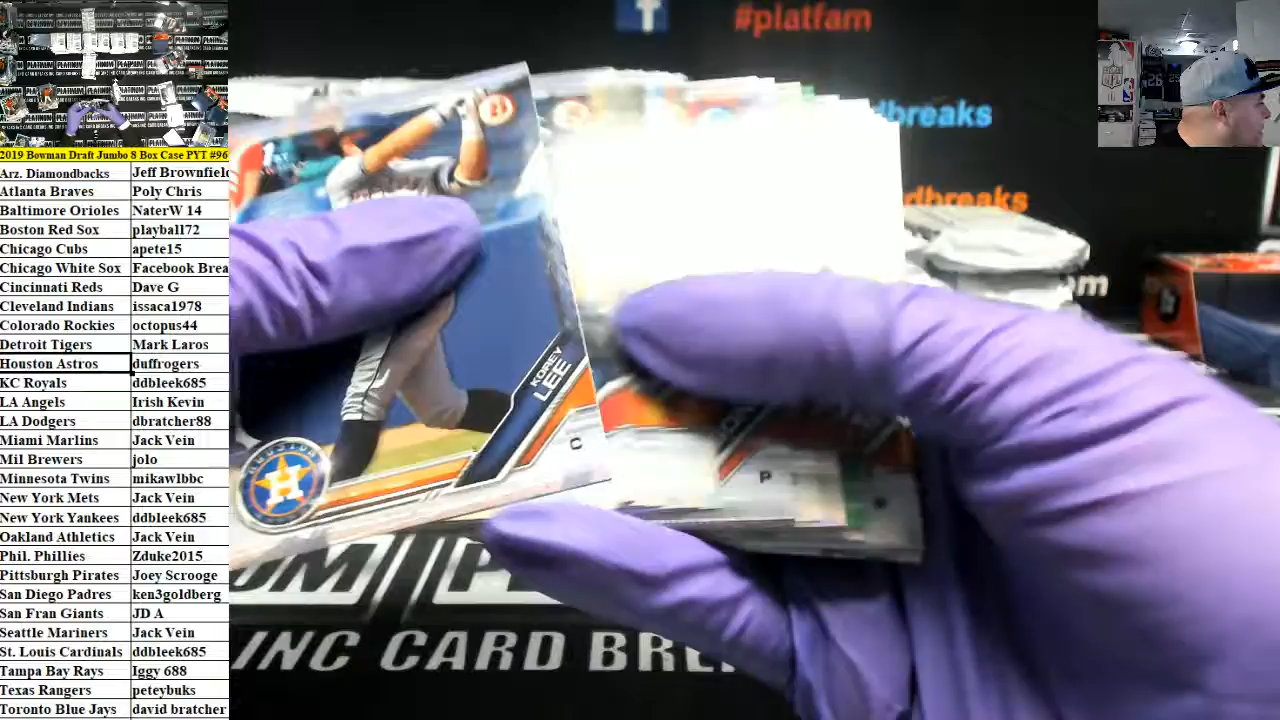 #platfam
dbreaks
dbreaks
om
2019 Bowman Draft Jumbo 8 Box Case PYT #96
Arz. Diamondbacks Jeff Brownfield
Atlanta Braves Poly Chris
Baltimore Orioles NaterW 14
Boston Red Sox playball72
Chicago Cubs apete15
Chicago White Sox Facebook Brea
Cincinnati Reds Dave G
Cleveland Indians issaca1978
Colorado Rockies octopus44
Detroit Tigers Mark Laros
Houston Astros duffrogers
KC Royals ddbleek685
LA Angels Irish Kevin
LA Dodgers dbratcher88
Miami Marlins Jack Vein
Mil Brewers jolo
Minnesota Twins mikawlbbc
New York Mets Jack Vein
New York Yankees ddbleek685
Oakland Athletics Jack Vein
Phil. Phillies Zduke2015
Pittsburgh Pirates Joey Scrooge
San Diego Padres ken3goldberg
San Fran Giants JD A
Seattle Mariners Jack Vein
St. Louis Cardinals ddbleek685
Tampa Bay Rays Iggy 688
Texas Rangers peteybuks
Toronto Blue Jays david bratcher
KOREY
LEE
C
HOUSTON
H
P
UM P
INC CARD BRE